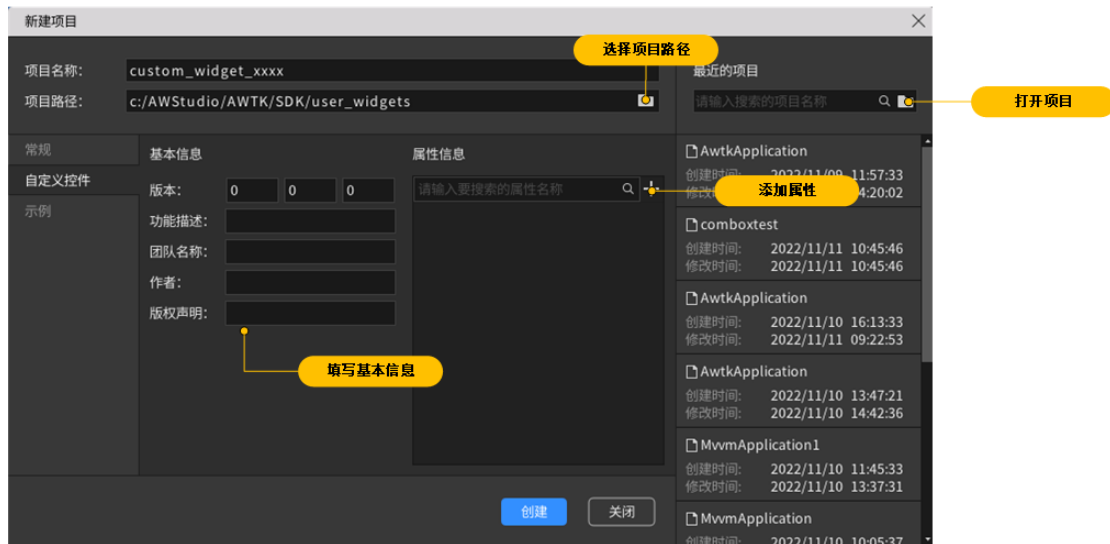 新建项目
选择项目路径
项目名称:
custom_widget_xxxx
最近的项目
项目路径:
c:/AWStudio/AWTK/SDK/user_widgets
请输入搜索的项目名称
打开项目
常规
自定义控件
示例
基本信息
版本:
0 0 0
功能描述:
团队名称:
作者:
版权声明:
填写基本信息
属性信息
请输入要搜索的属性名称
添加属性
创建
关闭
AwtkApplication
11:57:33
4:20:02
comboxtest
创建时间: 2022/11/11 10:45:46
修改时间: 2022/11/11 10:45:46
AwtkApplication
创建时间: 2022/11/10 16:13:33
修改时间: 2022/11/11 09:22:53
AwtkApplication
创建时间: 2022/11/10 13:47:21
修改时间: 2022/11/10 14:42:36
MvvmApplication1
创建时间: 2022/11/10 11:45:33
修改时间: 2022/11/10 13:37:31
MvvmApplication
创建时间: 2022/11/10 10:05:37